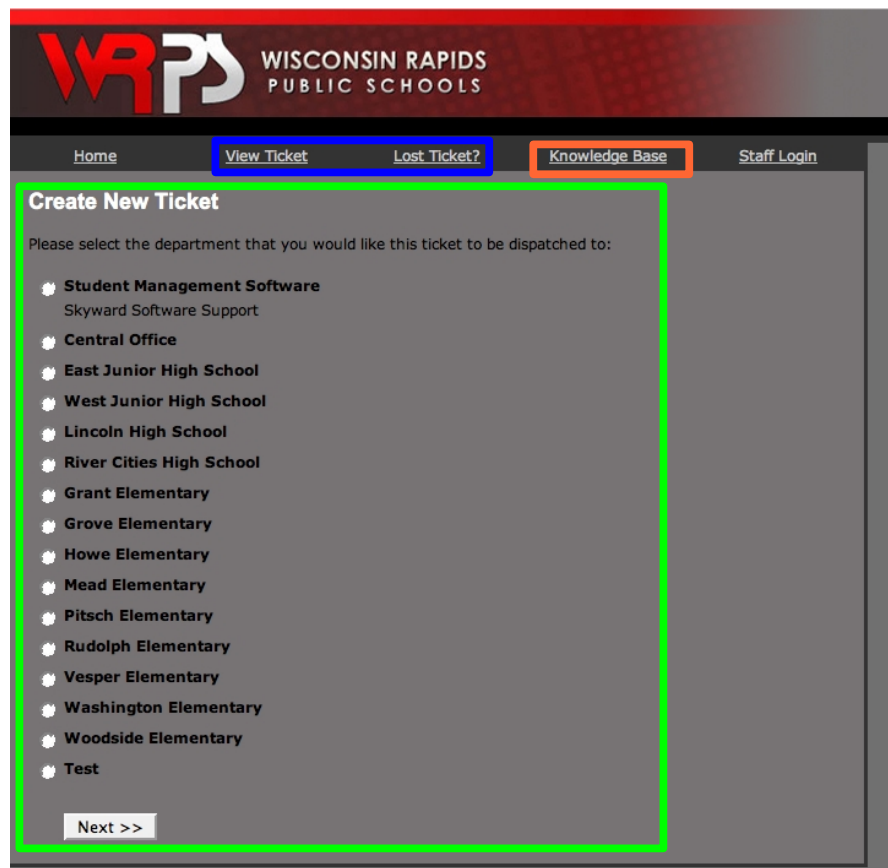 WRPS
WISCONSIN RAPIDS
PUBLIC SCHOOLS
Home View Ticket Lost Ticket? Knowledge Base Staff Login
Create New Ticket
Please select the department that you would like this ticket to be dispatched to:
Student Management Software
Skyward Software Support
Central Office
East Junior High School
West Junior High School
Lincoln High School
River Cities High School
Grant Elementary
Grove Elementary
Howe Elementary
Mead Elementary
Pitsch Elementary
Rudolph Elementary
Vesper Elementary
Washington Elementary
Woodside Elementary
Test
Next >>